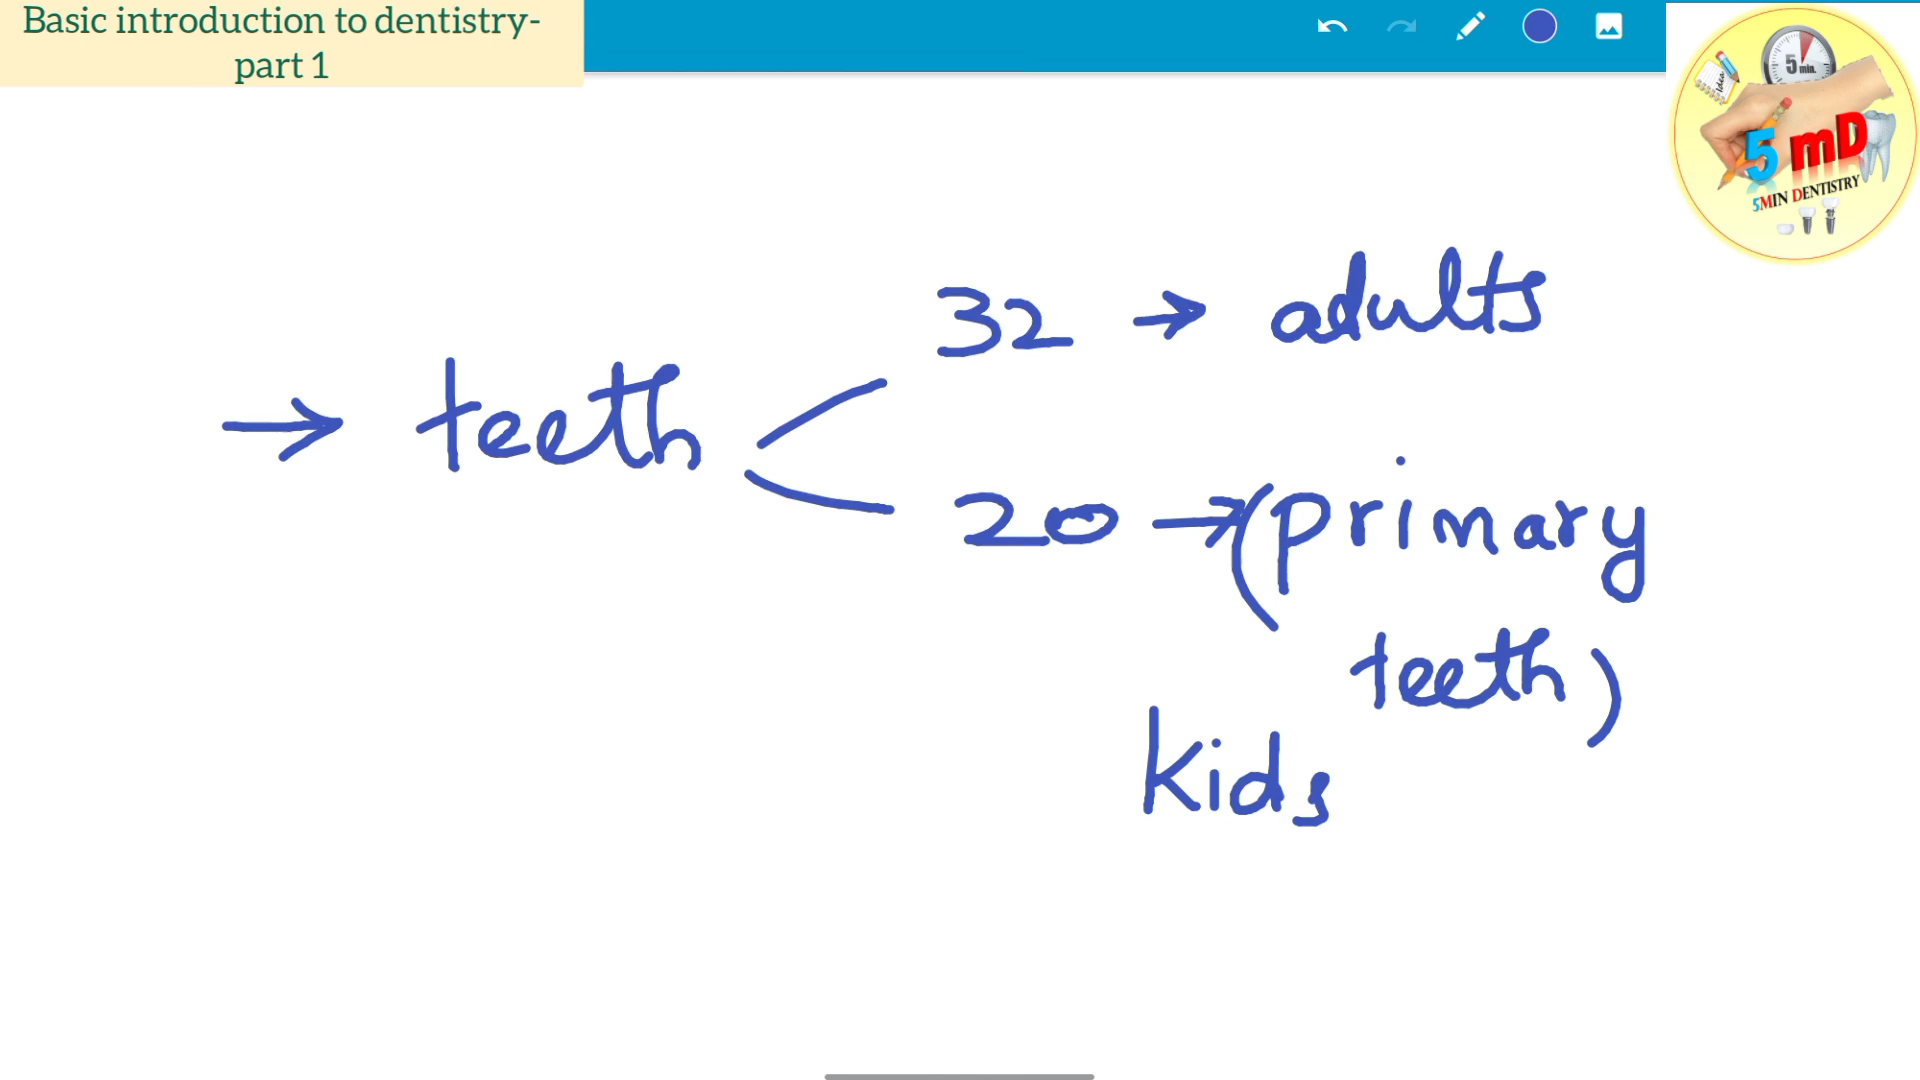 Basic introduction to dentistry-
part 1
5 min.
Idea
5 mD
5MIN DENTISTRY
32 → adults
→ teeth
20 → (primary
teeth)
kids